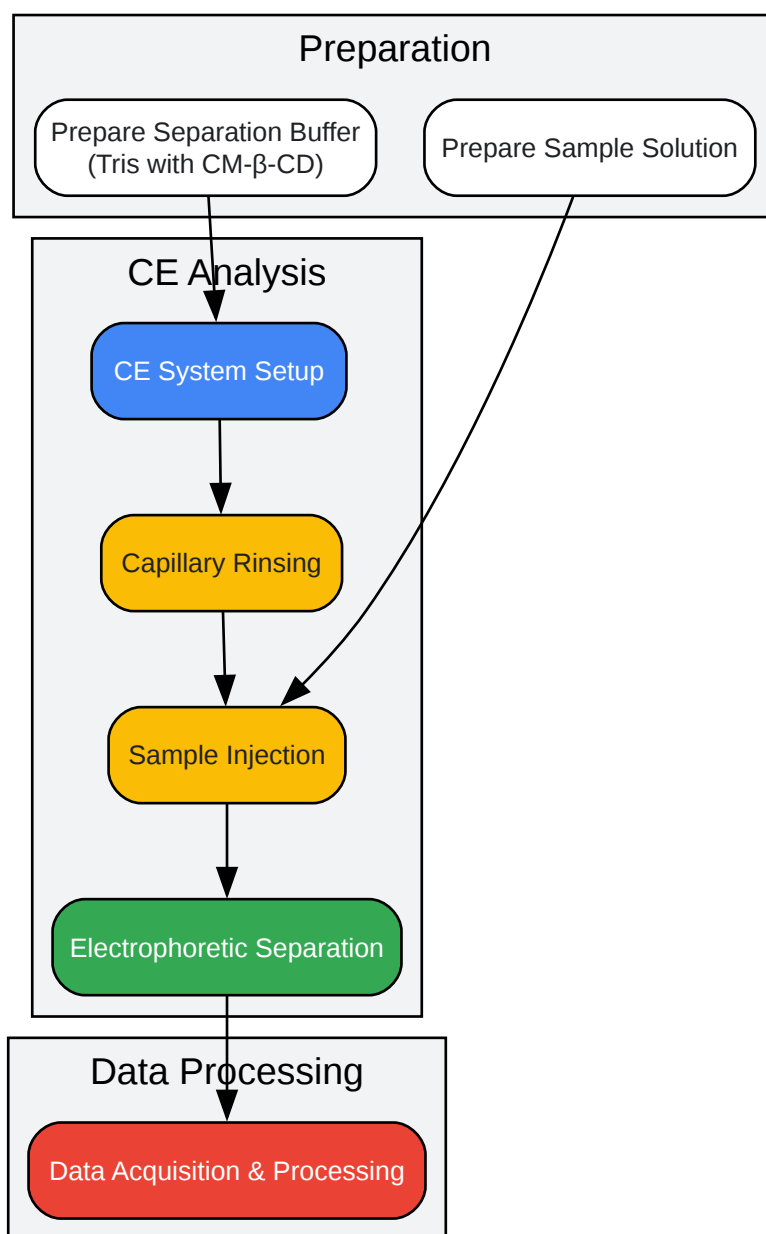 Preparation
Prepare Separation Buffer
(Tris with CM-β-CD)
Prepare Sample Solution
CE Analysis
CE System Setup
Capillary Rinsing
Sample Injection
Electrophoretic Separation
Data Processing
Data Acquisition & Processing